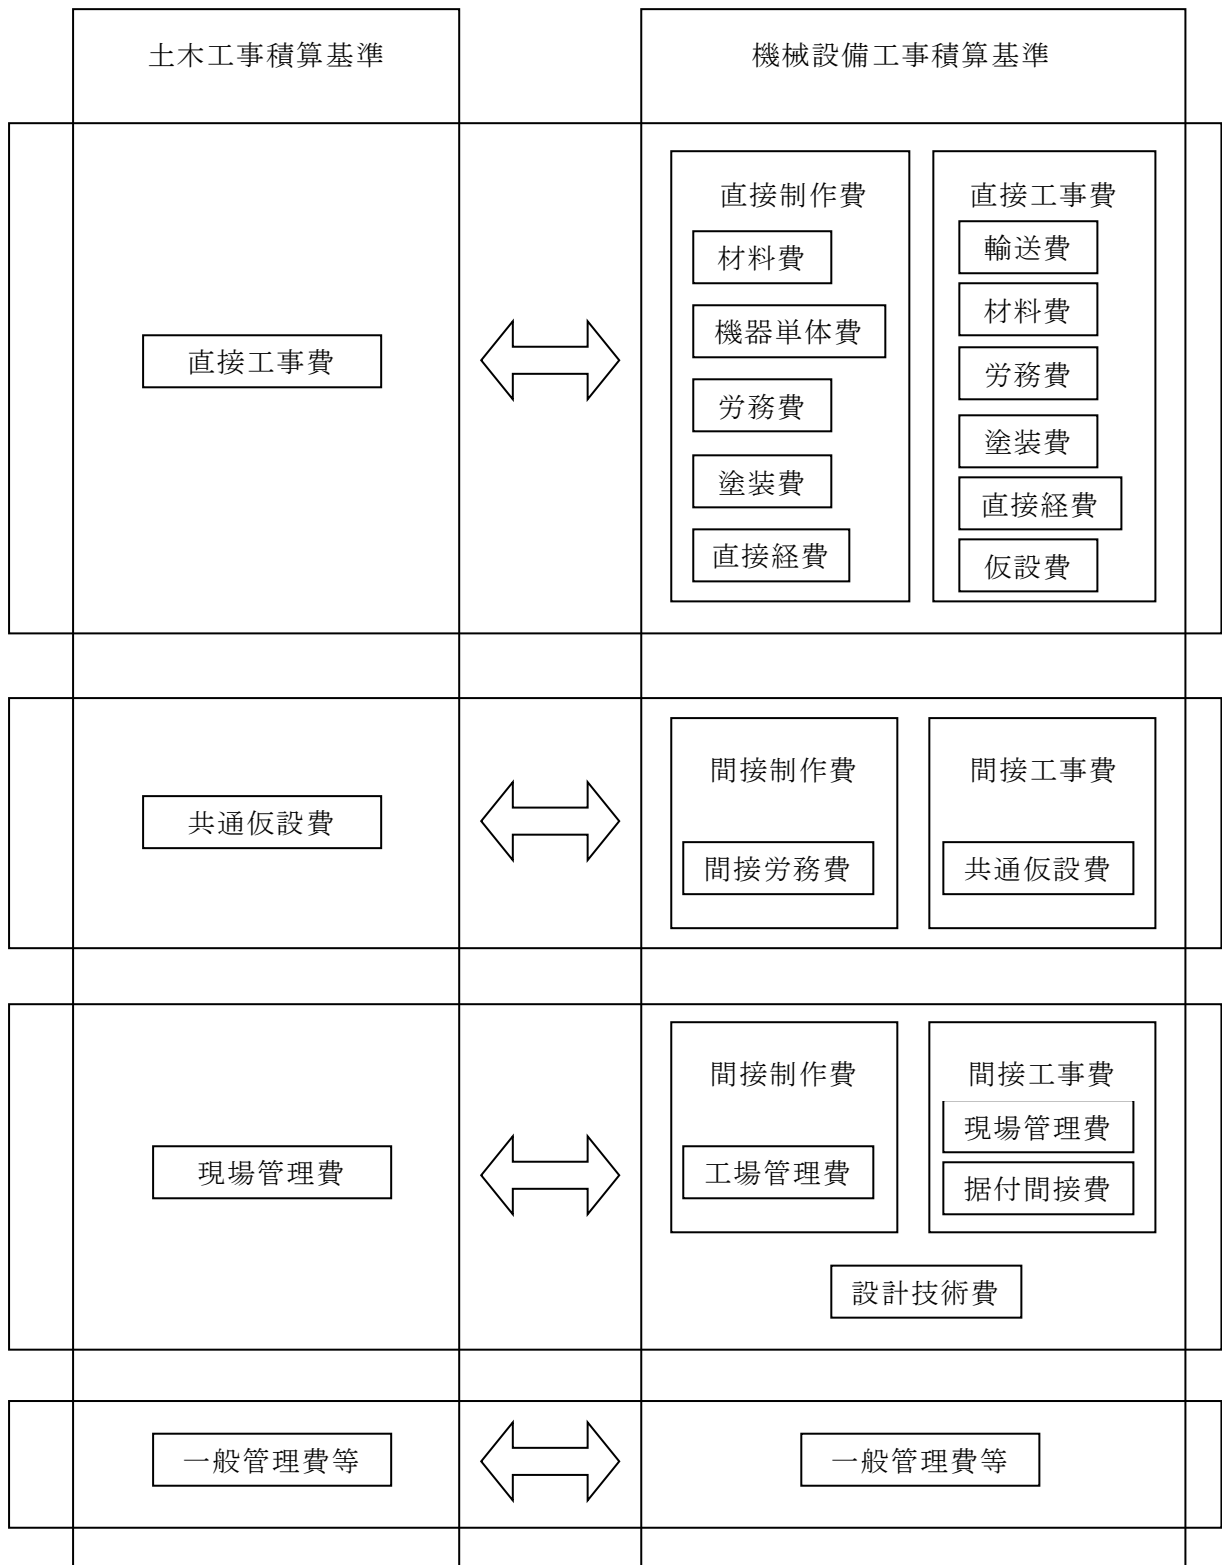 土木工事積算基準
機械設備工事積算基準
直接工事費
直接制作費
材料費
機器単体費
労務費
塗装費
直接経費
直接工事費
輸送費
材料費
労務費
塗装費
直接経費
仮設費
共通仮設費
間接制作費
間接労務費
間接工事費
共通仮設費
現場管理費
間接制作費
工場管理費
間接工事費
現場管理費
据付間接費
設計技術費
一般管理費等
一般管理費等